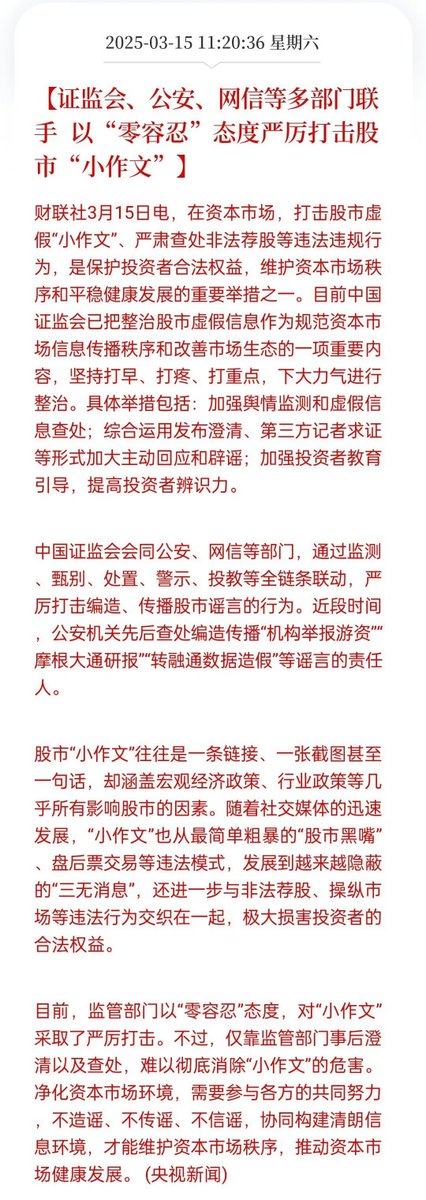 2025-03-15 11:20:36 星期六
【证监会、公安、网信等多部门联
手 以“零容忍”态度严厉打击股
市“小作文”】
财联社3月15日电，在资本市场，打击股市虚
假“小作文”、严肃查处非法荐股等违法违规行
为，是保护投资者合法权益，维护资本市场秩
序和平稳健康发展的重要举措之一。目前中国
证监会已把整治股市虚假信息作为规范资本市
场信息传播秩序和改善市场生态的一项重要内
容，坚持打早、打疼、打重点，下大力气进行
整治。具体举措包括：加强舆情监测和虚假信
息查处；综合运用发布澄清、第三方记者求证
等形式加大主动回应和辟谣；加强投资者教育
引导，提高投资者辨识力。
中国证监会会同公安、网信等部门，通过监测
、甄别、处置、警示、投教等全链条联动，严
厉打击编造、传播股市谣言的行为。近段时间
，公安机关先后查处编造传播“机构举报游资”“
摩根大通研报”“转融通数据造假”等谣言的责任
人。
股市“小作文”往往是一条链接、一张截图甚至
一句话，却涵盖宏观经济政策、行业政策等几
乎所有影响股市的因素。随着社交媒体的迅速
发展，“小作文”也从最简单粗暴的“股市黑嘴”
、盘后票交易等违法模式，发展到越来越隐蔽
的“三无消息”，还进一步与非法荐股、操纵市
场等违法行为交织在一起，极大损害投资者的
合法权益。
目前，监管部门以“零容忍”态度，对“小作文”
采取了严厉打击。不过，仅靠监管部门事后澄
清以及查处，难以彻底消除“小作文”的危害。
净化资本市场环境，需要参与各方的共同努力
，不造谣、不传谣、不信谣，协同构建清朗信
息环境，才能维护资本市场秩序，推动资本市
场健康发展。 (央视新闻)